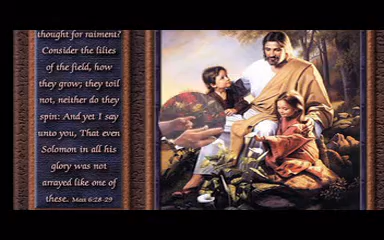 thought for raiment?
Consider the lilies
of the field, how
they grow; they toil
not, neither do they
spin: And yet I say
unto you, That even
Solomon in all his
glory was not
arrayed like one of
these. Matt 6:28-29